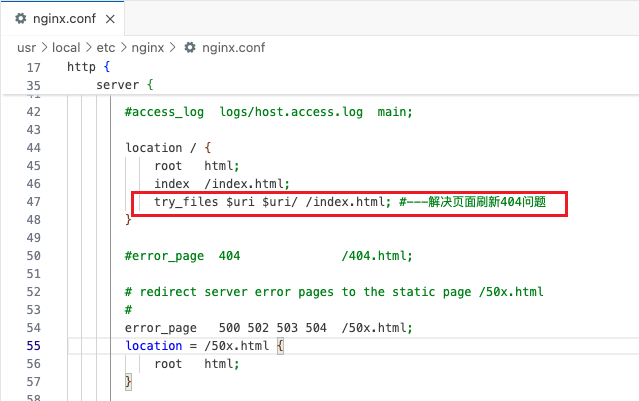 nginx.conf
usr > local > etc > nginx > nginx.conf
17 http {
35 server {
42 #access_log logs/host.access.log main;
43
44 location / {
45 root html;
46 index /index.html;
47 try_files $uri $uri/ /index.html; #---解决页面刷新404问题
48 }
50 #error_page 404 /404.html;
51
52 # redirect server error pages to the static page /50x.html
53 #
54 error_page 500 502 503 504 /50x.html;
55 location = /50x.html {
56 root html;
57 }